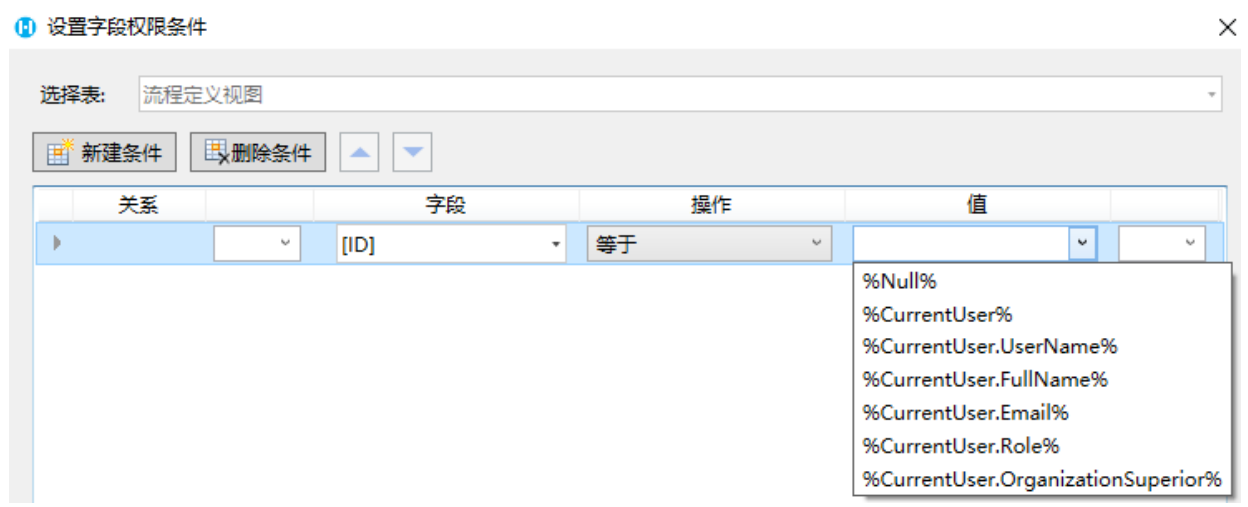 设置字段权限条件
选择表: 流程定义视图
新建条件 删除条件
关系 字段 操作 值
[ID] 等于
%Null%
%CurrentUser%
%CurrentUser.UserName%
%CurrentUser.FullName%
%CurrentUser.Email%
%CurrentUser.Role%
%CurrentUser.OrganizationSuperior%